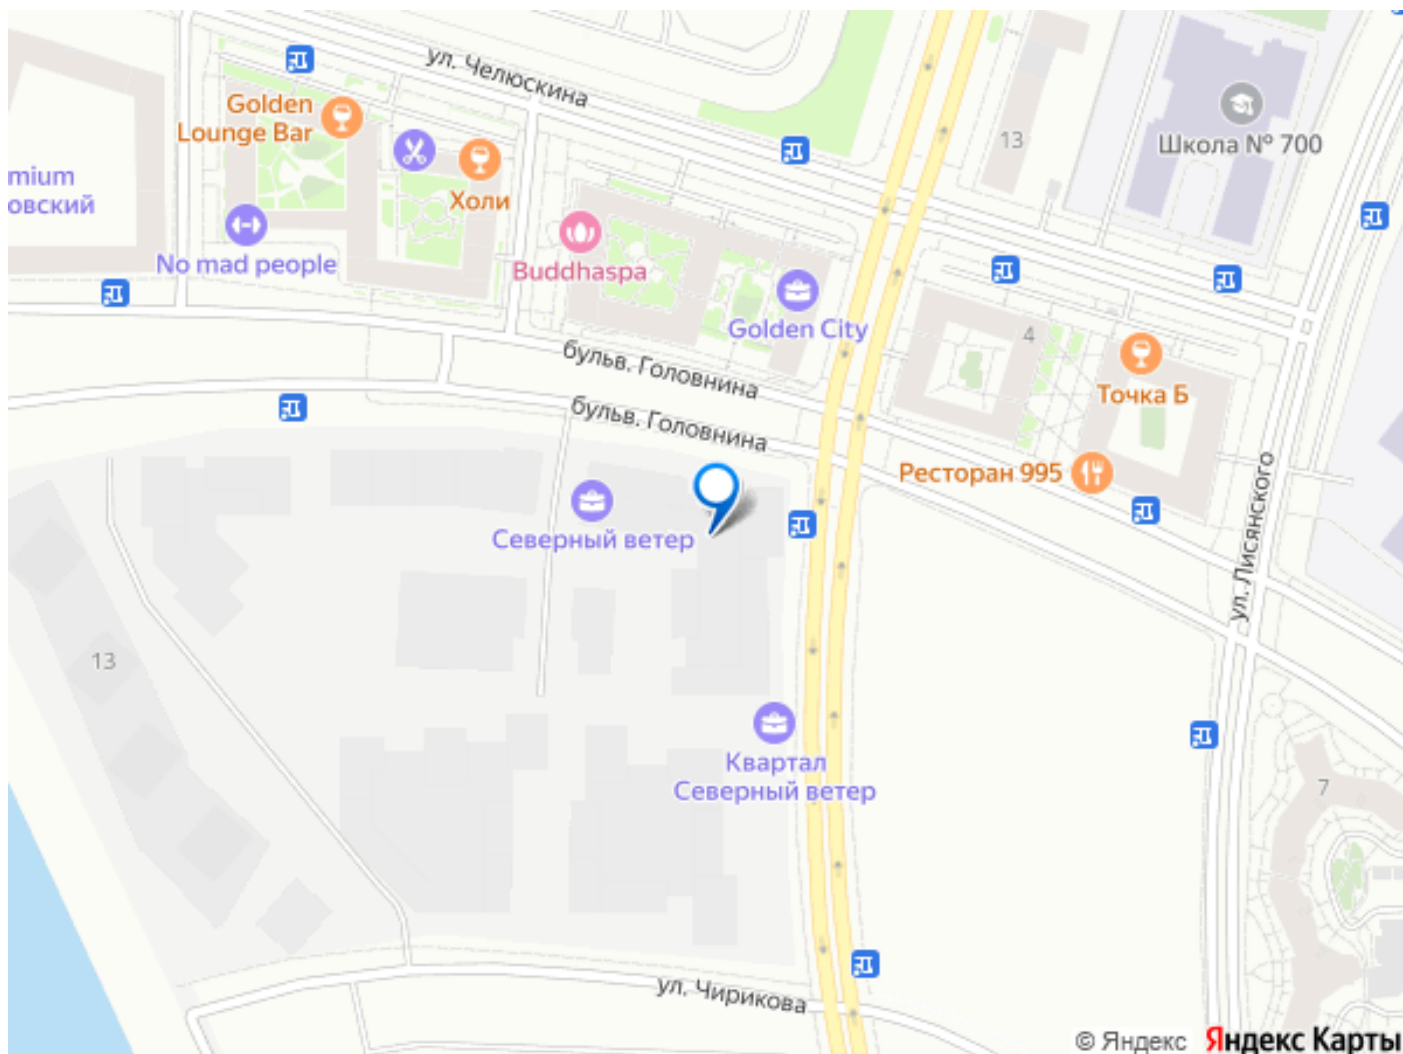 ул. Челюскина
Golden
Lounge Bar
Холи
13
Школа № 700
mium
овский
No mad people
Buddhaspa
Golden City
4
Точка Б
бульв. Головнина
бульв. Головнина
Ресторан 995
Северный ветер
ул. Лисянского
13
Квартал
Северный ветер
7
ул. Чирикова
© Яндекс Яндекс Карты